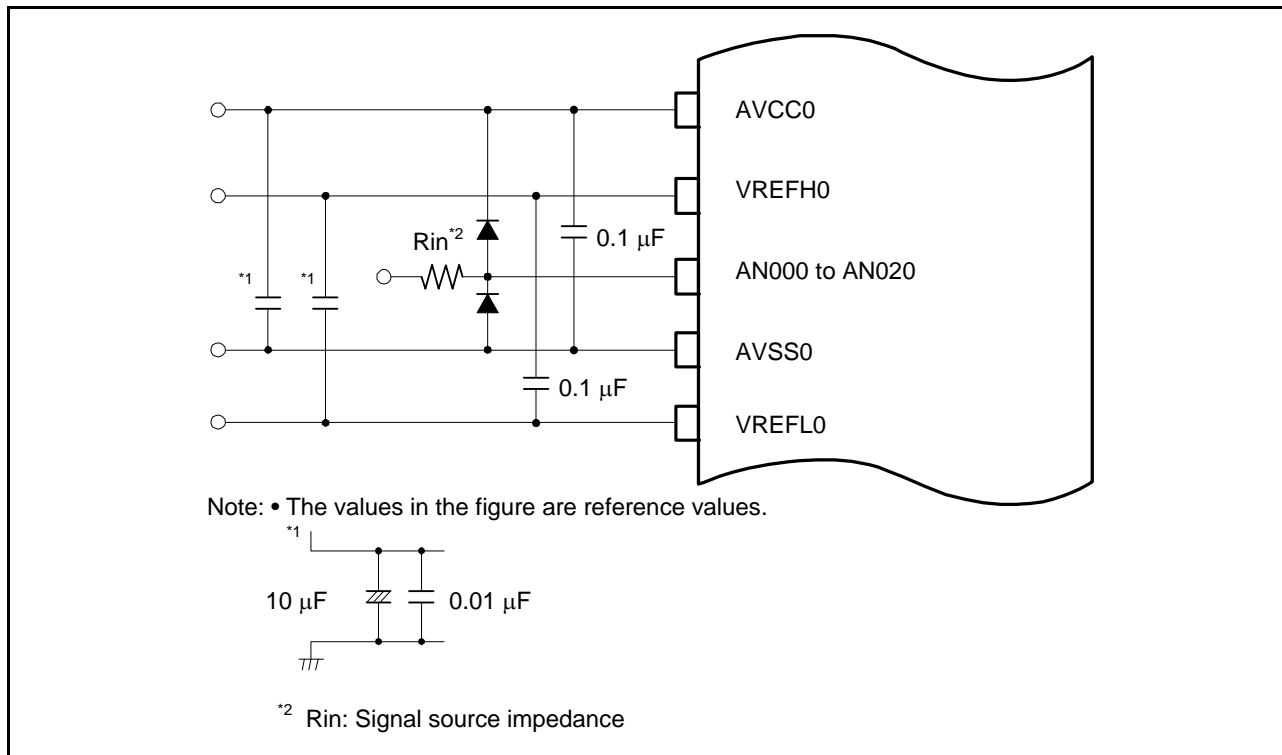 AVCC0
VREFH0
Rin*2
0.1 μF
*1
*1
AN000 to AN020
AVSS0
0.1 μF
VREFL0
Note: • The values in the figure are reference values.
*1
10 μF
0.01 μF
*2 Rin: Signal source impedance